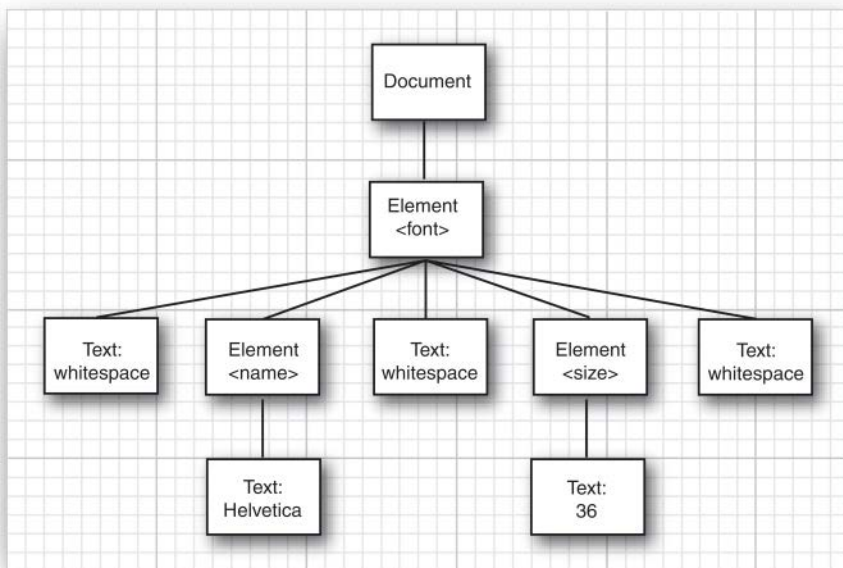 Document
Element
<font>
Text:
whitespace
Element
<name>
Text:
whitespace
Element
<size>
Text:
whitespace
Text:
Helvetica
Text:
36